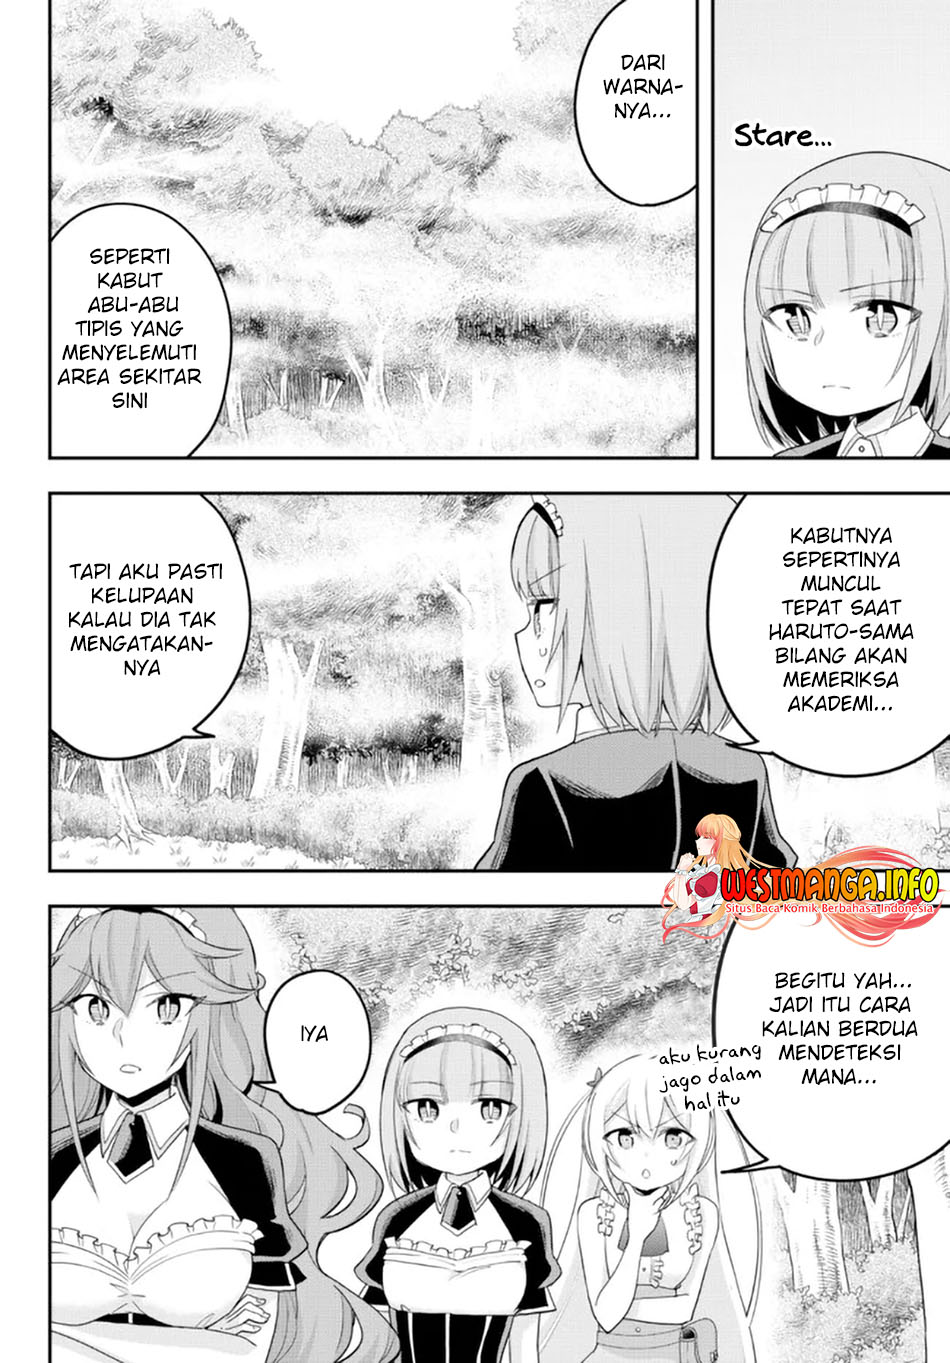 Stare...
DARI
WARNA-
NYA...
SEPERTI
KABUT
ABU-ABU
TIPIS YANG
MENYELEMUTI
AREA SEKITAR
SINI
KABUTNYA
SEPERTINYA
MUNCUL
TEPAT SAAT
HARUTO-SAMA
BILANG AKAN
MEMERIKSA
AKADEMI...
TAPI AKU PASTI
KELUPAAN
KALAU DIA TAK
MENGATAKAN-
NYA
WESTMANGA.INFO
Situs Baca Komik Berbahasa Indonesia
BEGITU YAH...
JADI ITU CARA
KALIAN BERDUA
MENDETEKSI
MANA...
aku kurang
jago dalam
hal itu
IYA